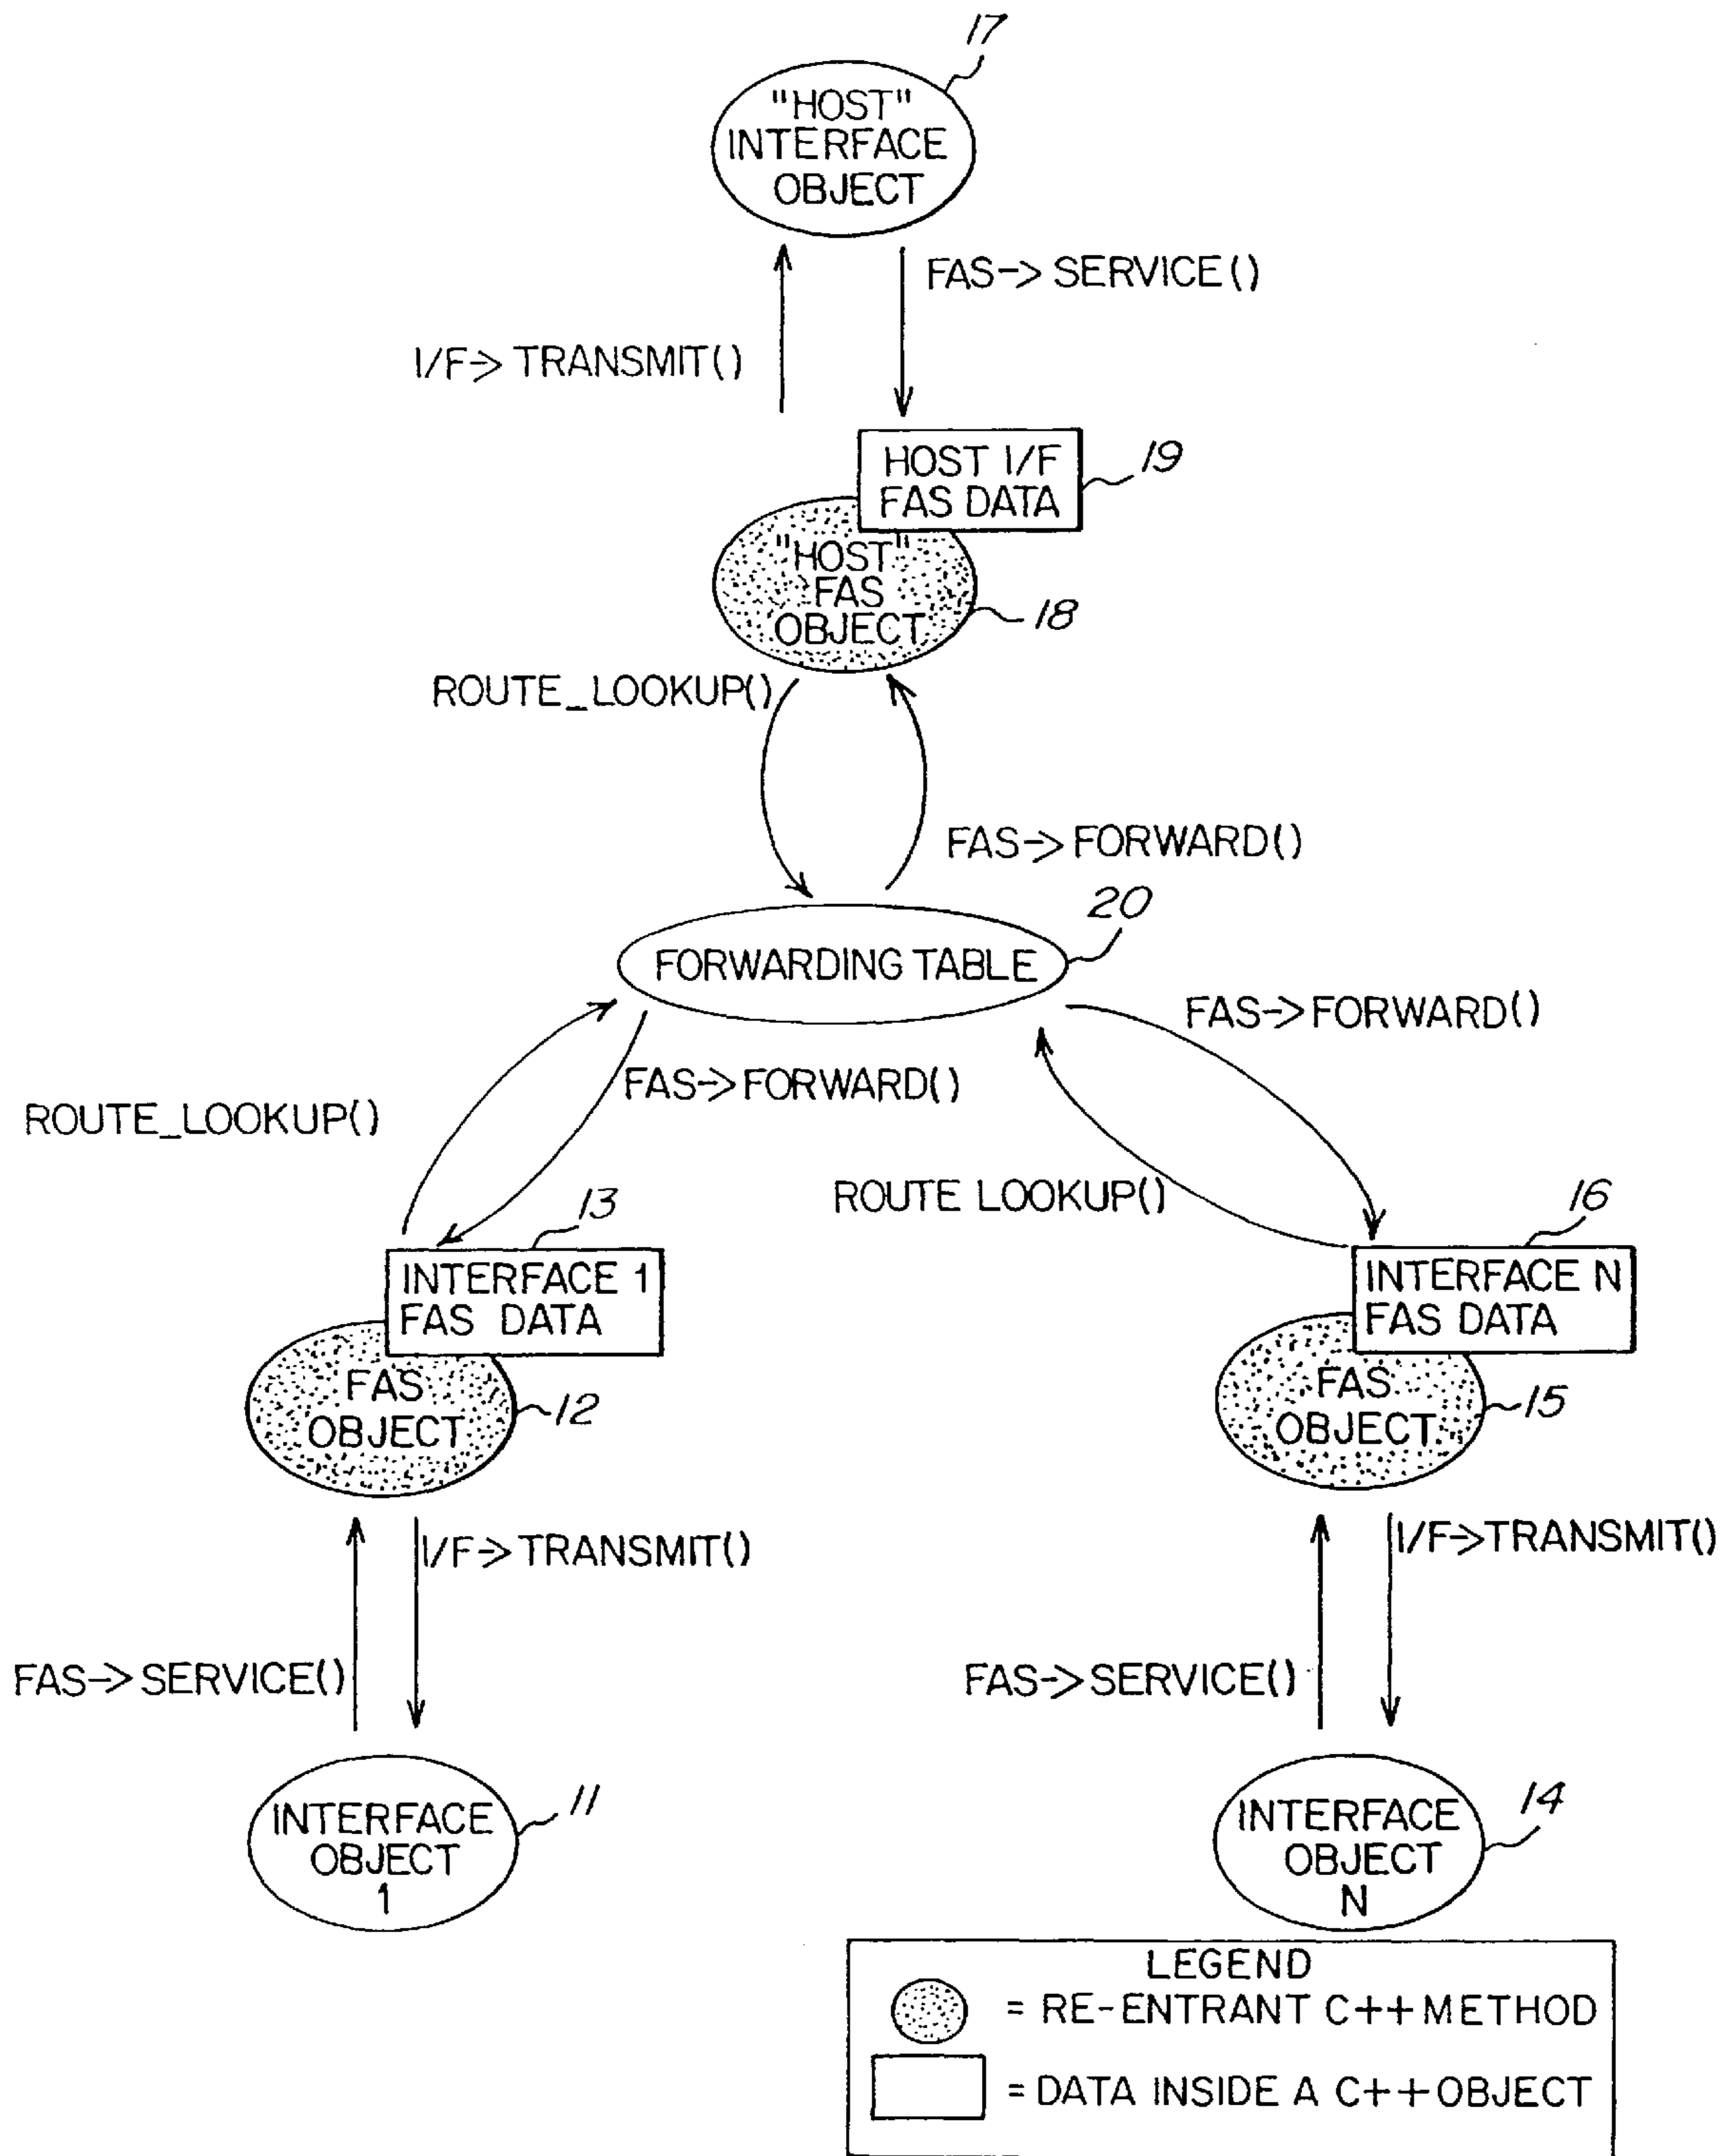 17
"HOST"
INTERFACE
OBJECT
FAS->SERVICE()
I/F->TRANSMIT()
HOST I/F
FAS DATA
19
"HOST"
FAS
OBJECT
18
ROUTE_LOOKUP()
FAS->FORWARD()
20
FORWARDING TABLE
FAS->FORWARD()
FAS->FORWARD()
ROUTE_LOOKUP()
ROUTE LOOKUP()
13
16
INTERFACE 1
FAS DATA
INTERFACE N
FAS DATA
FAS
OBJECT
12
FAS
OBJECT
15
I/F->TRANSMIT()
I/F->TRANSMIT()
FAS->SERVICE()
FAS->SERVICE()
INTERFACE
OBJECT
1
11
INTERFACE
OBJECT
N
14
LEGEND
= RE-ENTRANT C++ METHOD
= DATA INSIDE A C++ OBJECT